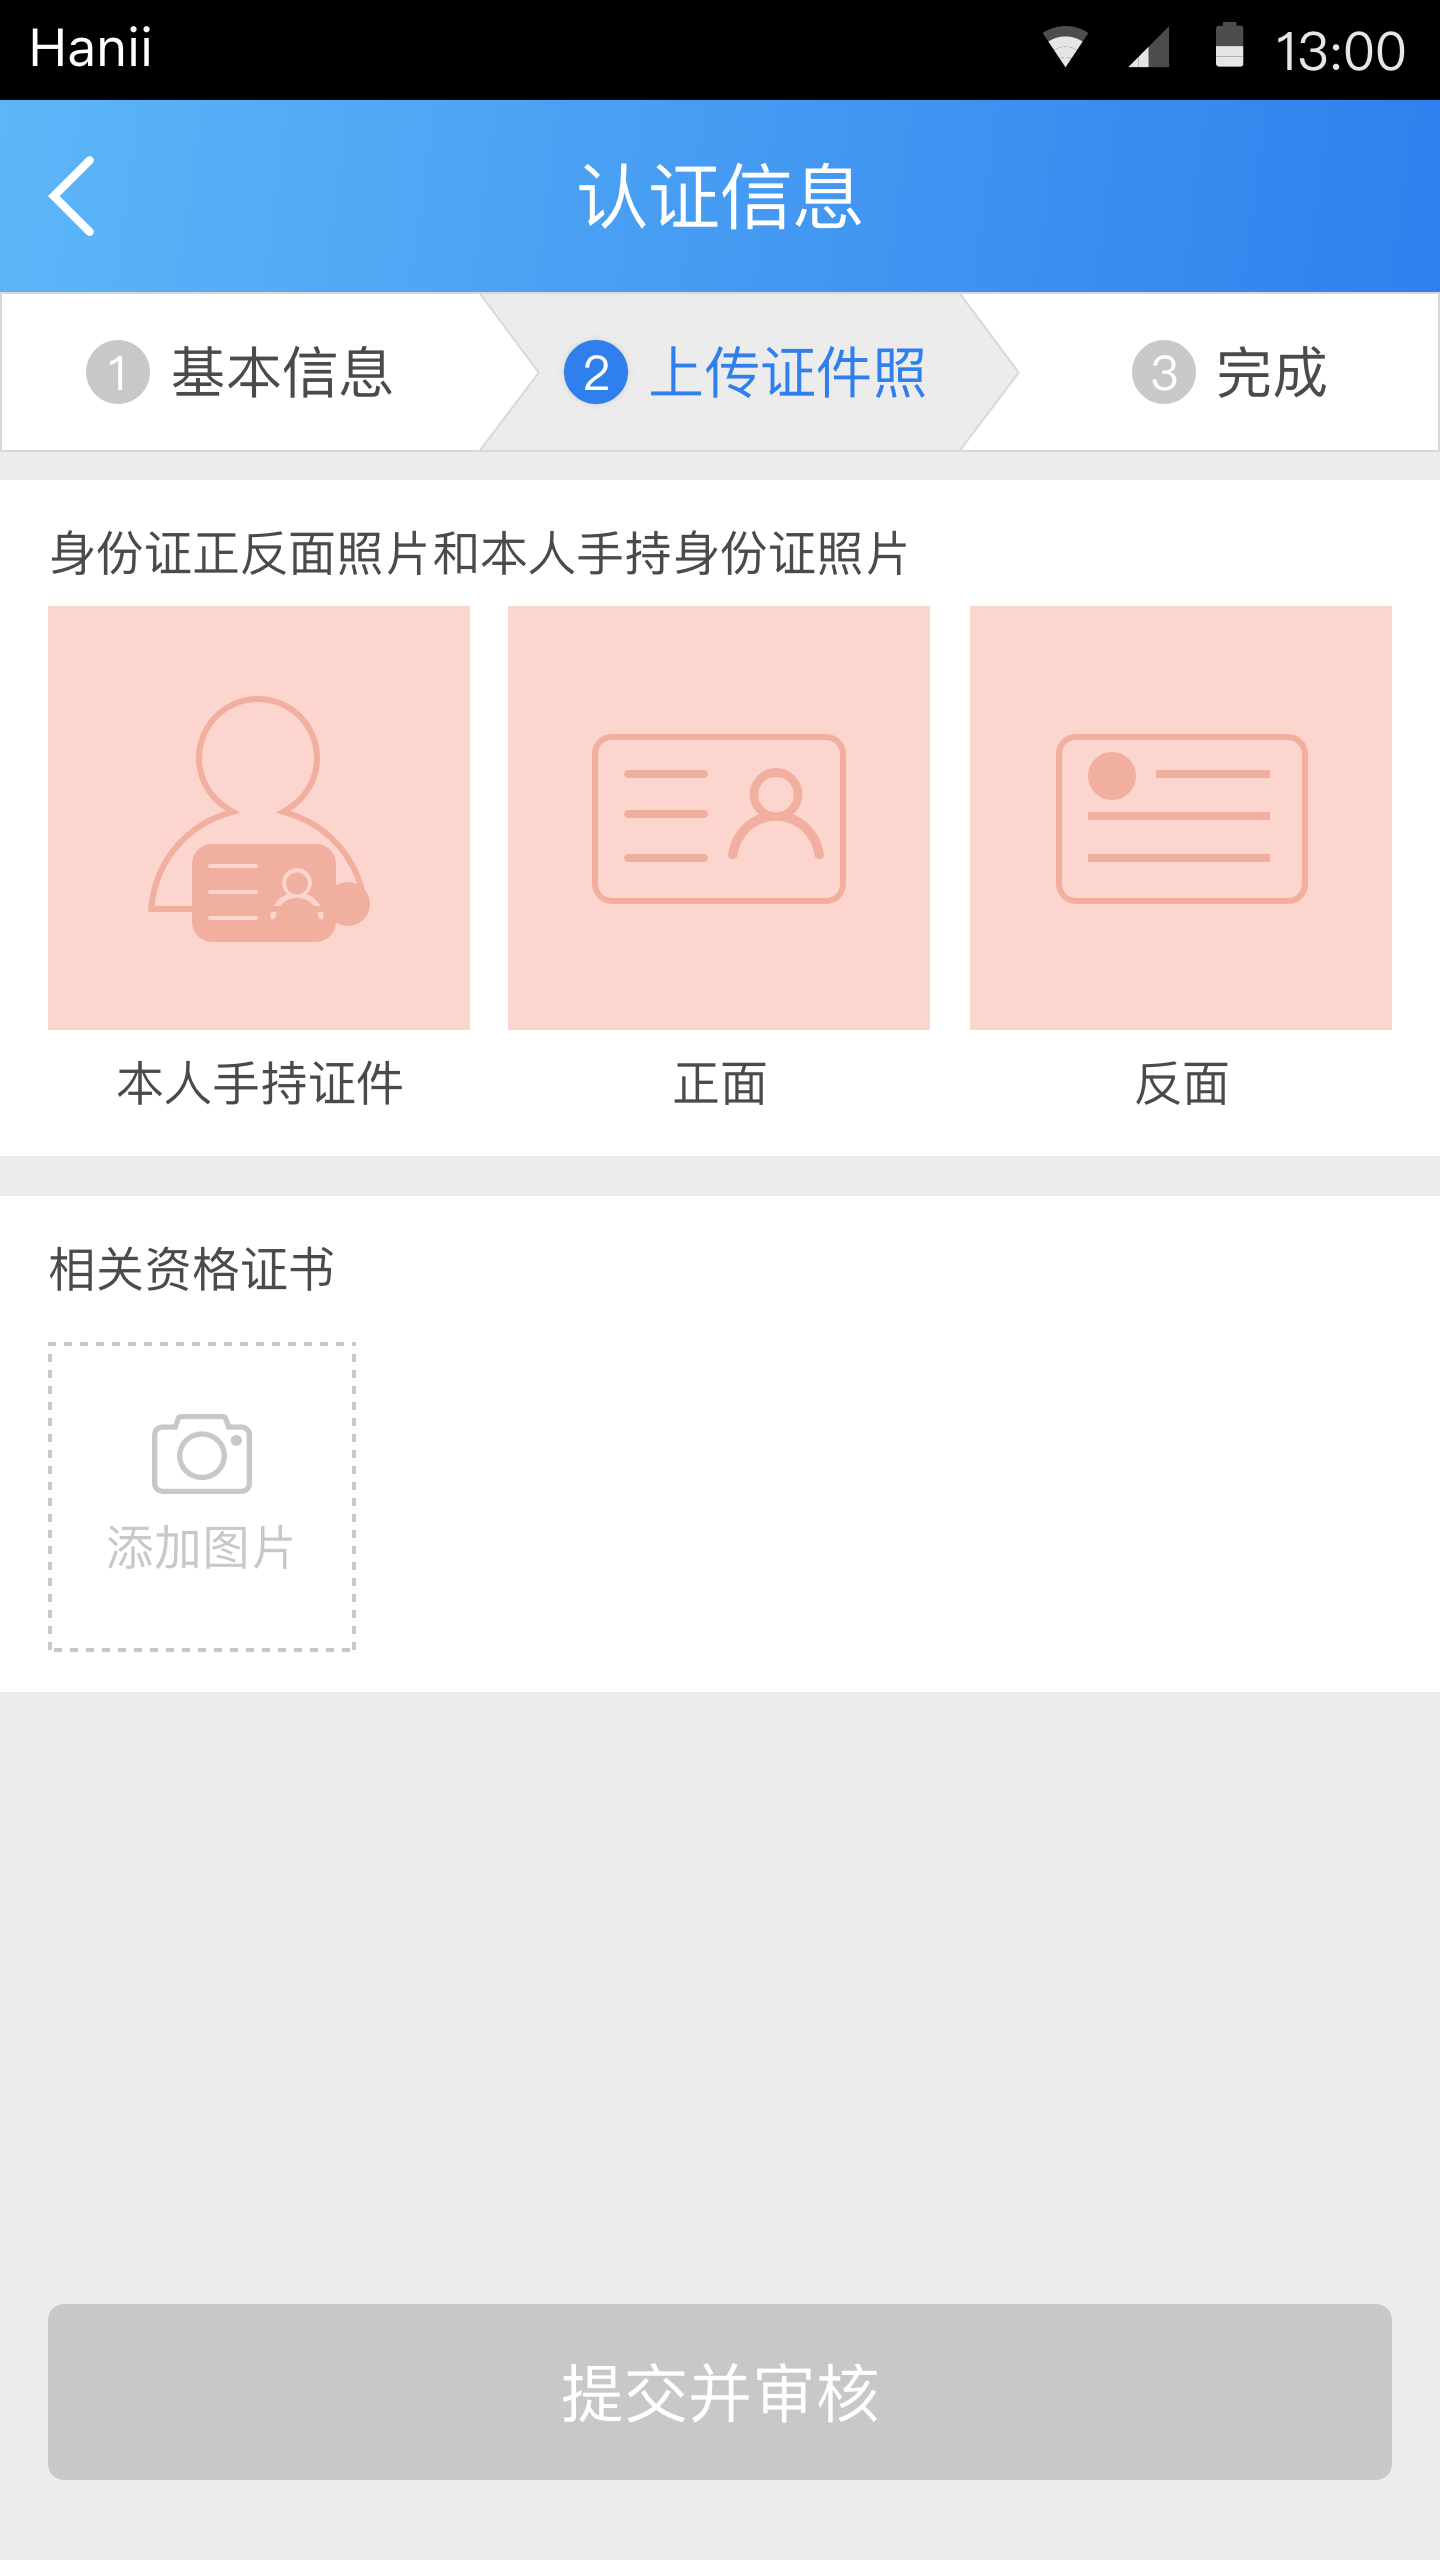 Hanii 13:00
认证信息
1 基本信息 2 上传证件照 3 完成
身份证正反面照片和本人手持身份证照片
本人手持证件 正面 反面
相关资格证书
添加图片
提交并审核